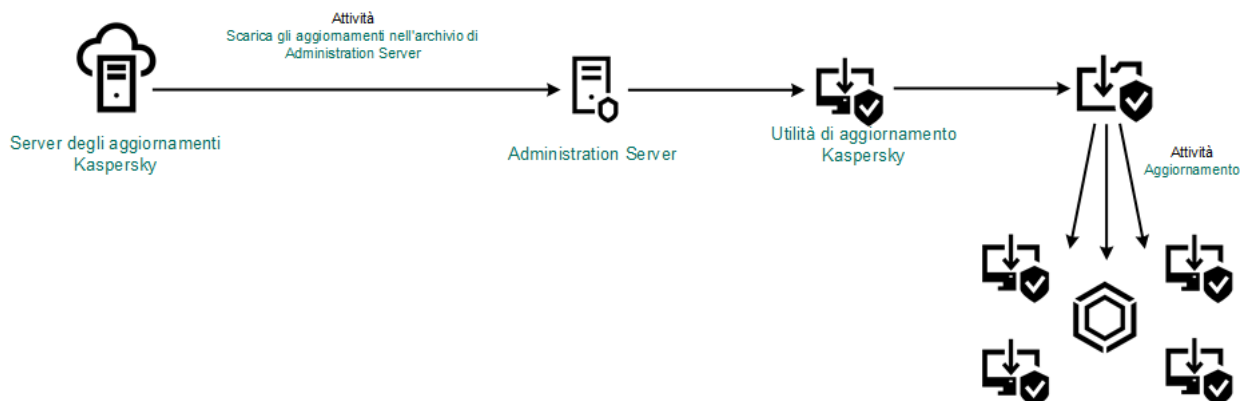 Attività
Scarica gli aggiornamenti nell'archivio di
Administration Server
Server degli aggiornamenti
Kaspersky
Administration Server
Utilità di aggiornamento
Kaspersky
Attività
Aggiornamento